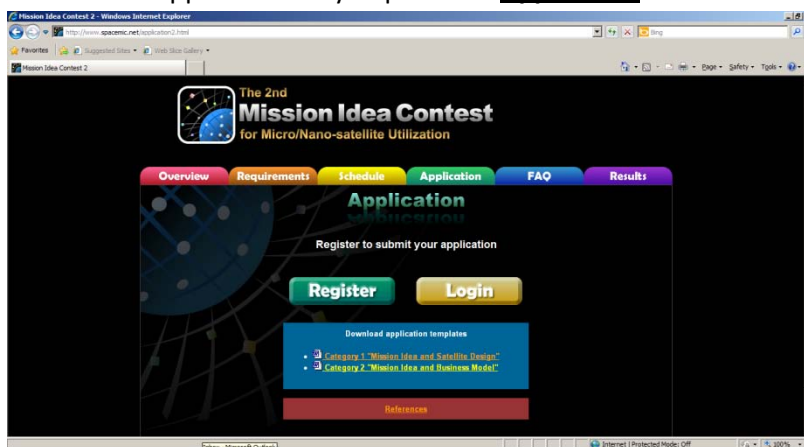 Mission Idea Contest 2 - Windows Internet Explorer
http://www.spacemic.net/application2.html
Bing
Favorites Suggested Sites Web Slice Gallery
Mission Idea Contest 2
Page Safety Tools
The 2nd
Mission Idea Contest
for Micro/Nano-satellite Utilization
Overview Requirements Schedule Application FAQ Results
Application
Register to submit your application
Register Login
Download application templates
Category 1 "Mission Idea and Satellite Design"
Category 2 "Mission Idea and Business Model"
References
Internet | Protected Mode: Off 100%